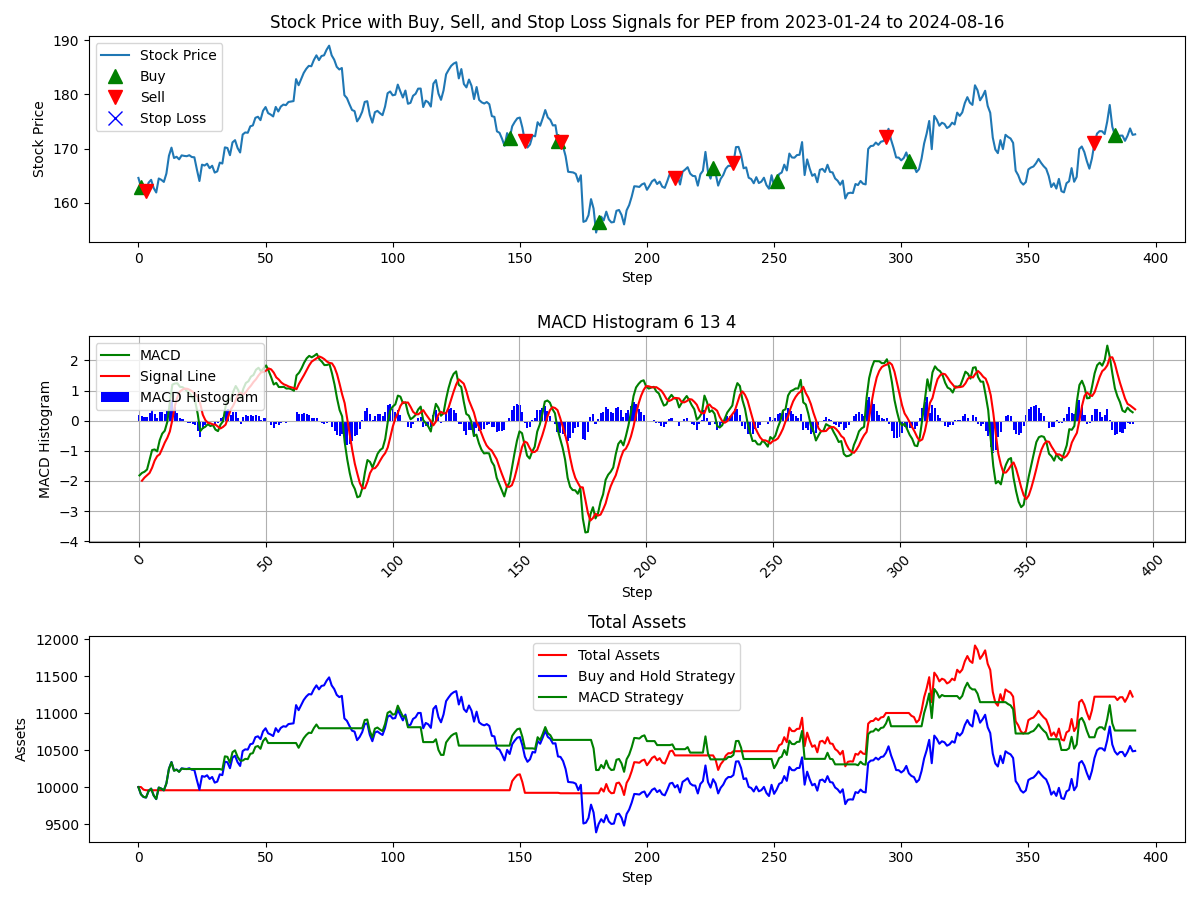 Stock Price with Buy, Sell, and Stop Loss Signals for PEP from 2023-01-24 to 2024-08-16
Stock Price
190
180
170
160
Stock Price
Buy
Sell
Stop Loss
0 50 100 150 200 250 300 350 400
Step
MACD Histogram 6 13 4
MACD Histogram
2
1
0
−1
−2
−3
−4
MACD
Signal Line
MACD Histogram
0 50 100 150 200 250 300 350 400
Step
Total Assets
Assets
12000
11500
11000
10500
10000
9500
Total Assets
Buy and Hold Strategy
MACD Strategy
0 50 100 150 200 250 300 350 400
Step